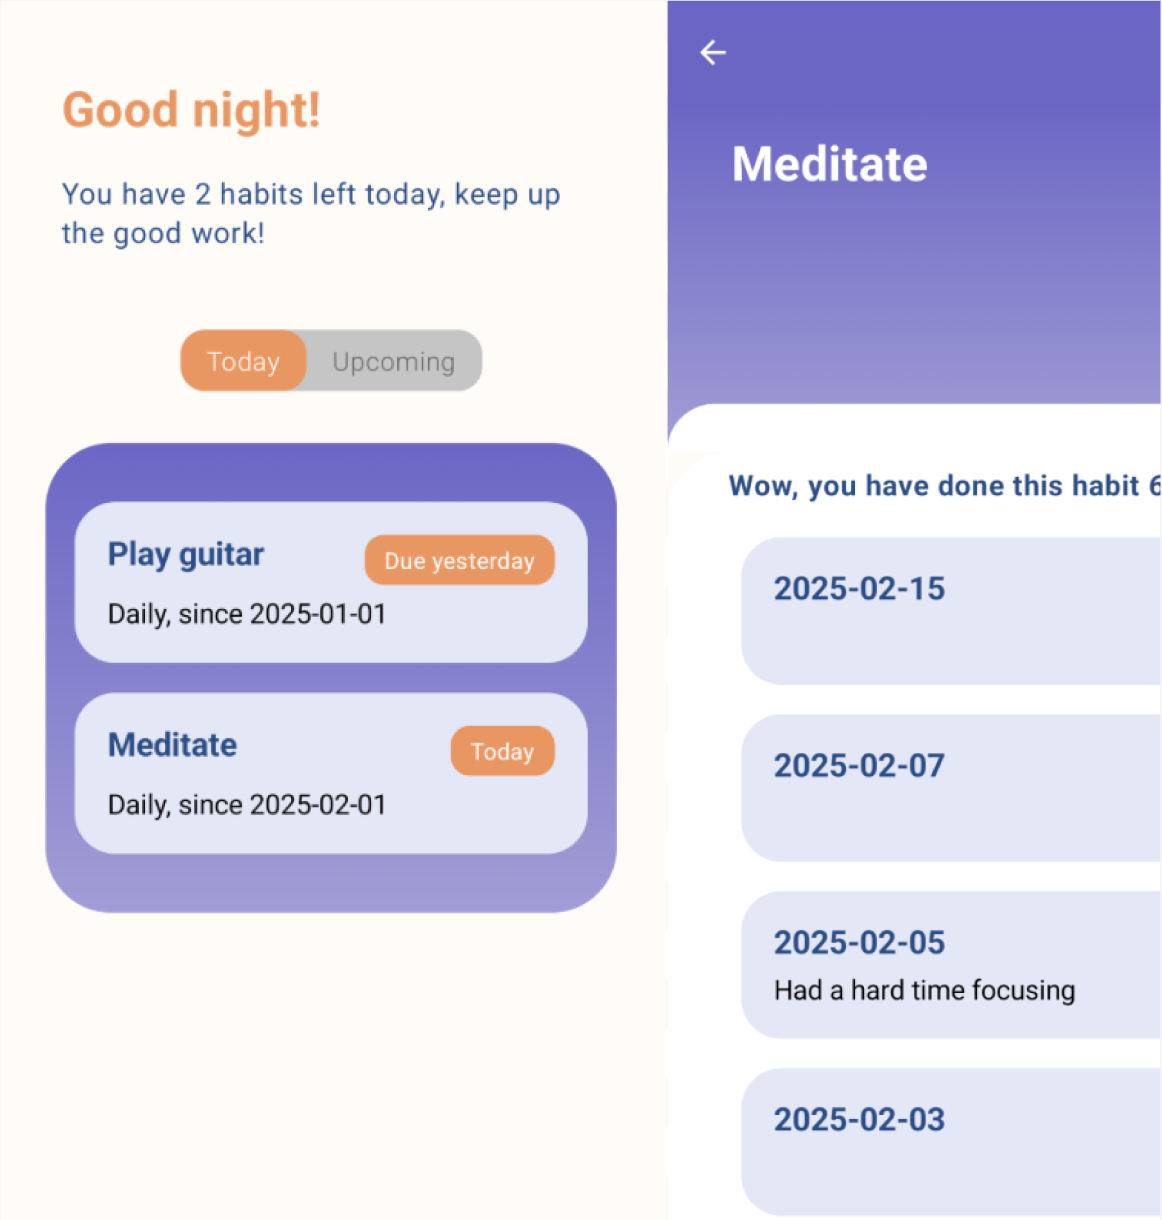 Good night!
You have 2 habits left today, keep up
the good work!
Today
Upcoming
Play guitar
Due yesterday
Daily, since 2025-01-01
Meditate
Today
Daily, since 2025-02-01
Meditate
Wow, you have done this habit 6
2025-02-15
2025-02-07
2025-02-05
Had a hard time focusing
2025-02-03